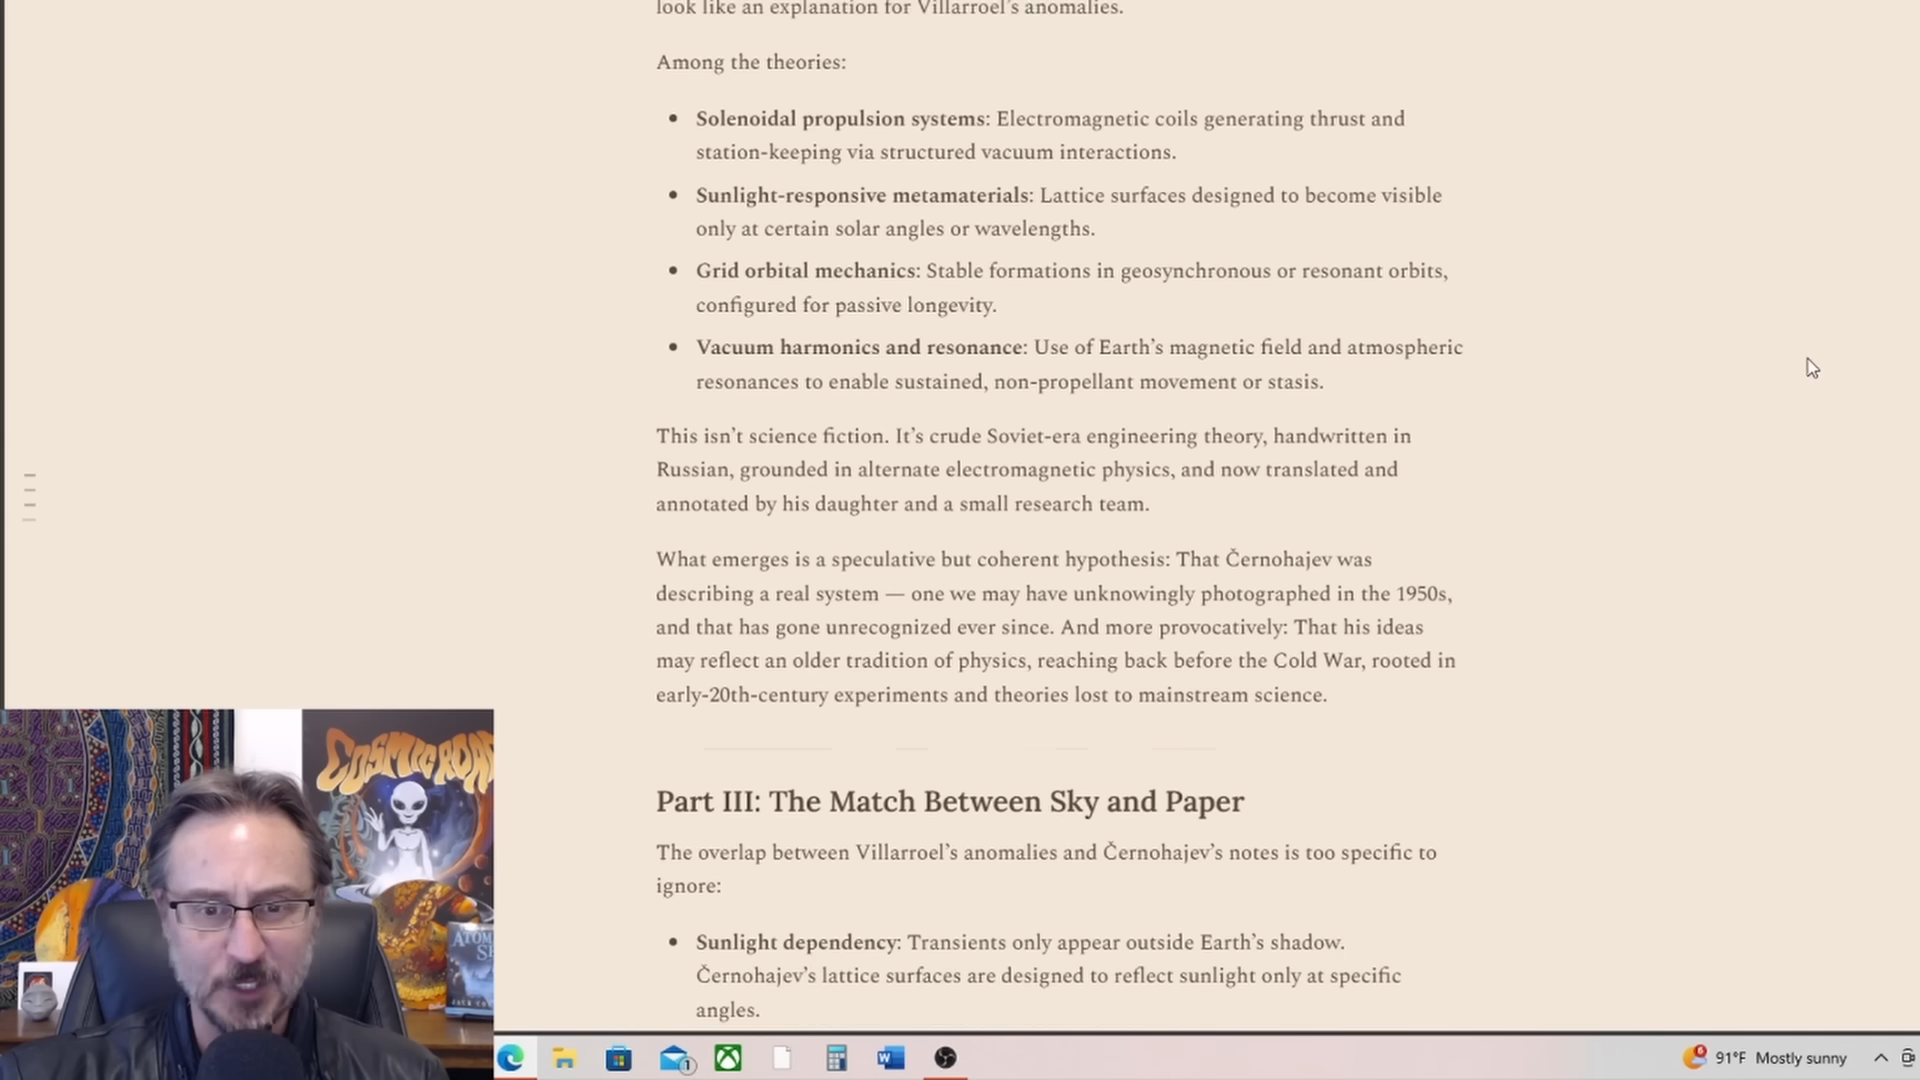 look like an explanation for Villarroel’s anomalies.
Among the theories:
Solenoidal propulsion systems: Electromagnetic coils generating thrust and
station-keeping via structured vacuum interactions.
Sunlight-responsive metamaterials: Lattice surfaces designed to become visible
only at certain solar angles or wavelengths.
Grid orbital mechanics: Stable formations in geosynchronous or resonant orbits,
configured for passive longevity.
Vacuum harmonics and resonance: Use of Earth’s magnetic field and atmospheric
resonances to enable sustained, non-propellant movement or stasis.
This isn’t science fiction. It’s crude Soviet-era engineering theory, handwritten in
Russian, grounded in alternate electromagnetic physics, and now translated and
annotated by his daughter and a small research team.
What emerges is a speculative but coherent hypothesis: That Černohajev was
describing a real system — one we may have unknowingly photographed in the 1950s,
and that has gone unrecognized ever since. And more provocatively: That his ideas
may reflect an older tradition of physics, reaching back before the Cold War, rooted in
early-20th-century experiments and theories lost to mainstream science.
Part III: The Match Between Sky and Paper
The overlap between Villarroel’s anomalies and Černohajev’s notes is too specific to
ignore:
Sunlight dependency: Transients only appear outside Earth’s shadow.
Černohajev’s lattice surfaces are designed to reflect sunlight only at specific
angles.
COSMIC ROA
ATOM
1
W
6
91°F Mostly sunny